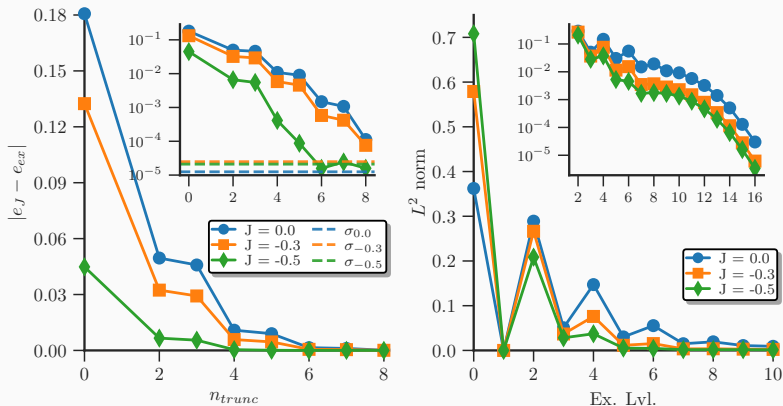 0.18
0.15
0.12
0.09
0.06
0.03
0.00
|e_J − e_ex|
0 2 4 6 8
n_trunc
10^−1
10^−2
10^−3
10^−4
10^−5
0 2 4 6 8
J = 0.0 σ_0.0
J = -0.3 σ_−0.3
J = -0.5 σ_−0.5
0.7
0.6
0.5
0.4
0.3
0.2
0.1
0.0
L^2 norm
0 1 2 3 4 5 6 7 8 9 10
Ex. Lvl.
10^−1
10^−2
10^−3
10^−4
10^−5
2 4 6 8 10 12 14 16
J = 0.0
J = -0.3
J = -0.5